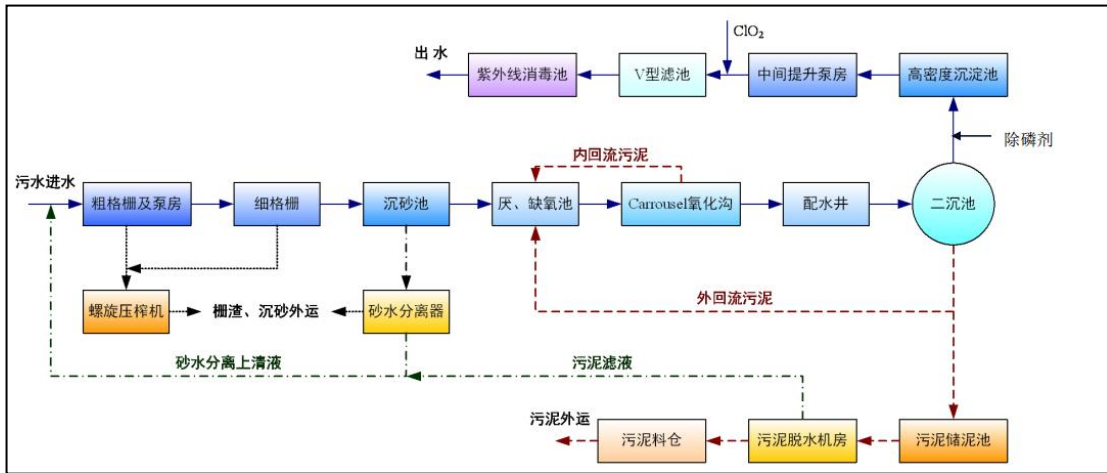 ClO₂
出 水
紫外线消毒池
V型滤池
中间提升泵房
高密度沉淀池
除磷剂
内回流污泥
污水进水
粗格栅及泵房
细格栅
沉砂池
厌、缺氧池
Carrousel氧化沟
配水井
二沉池
螺旋压榨机
栅渣、沉砂外运
砂水分离器
外回流污泥
砂水分离上清液
污泥滤液
污泥外运
污泥料仓
污泥脱水机房
污泥储泥池